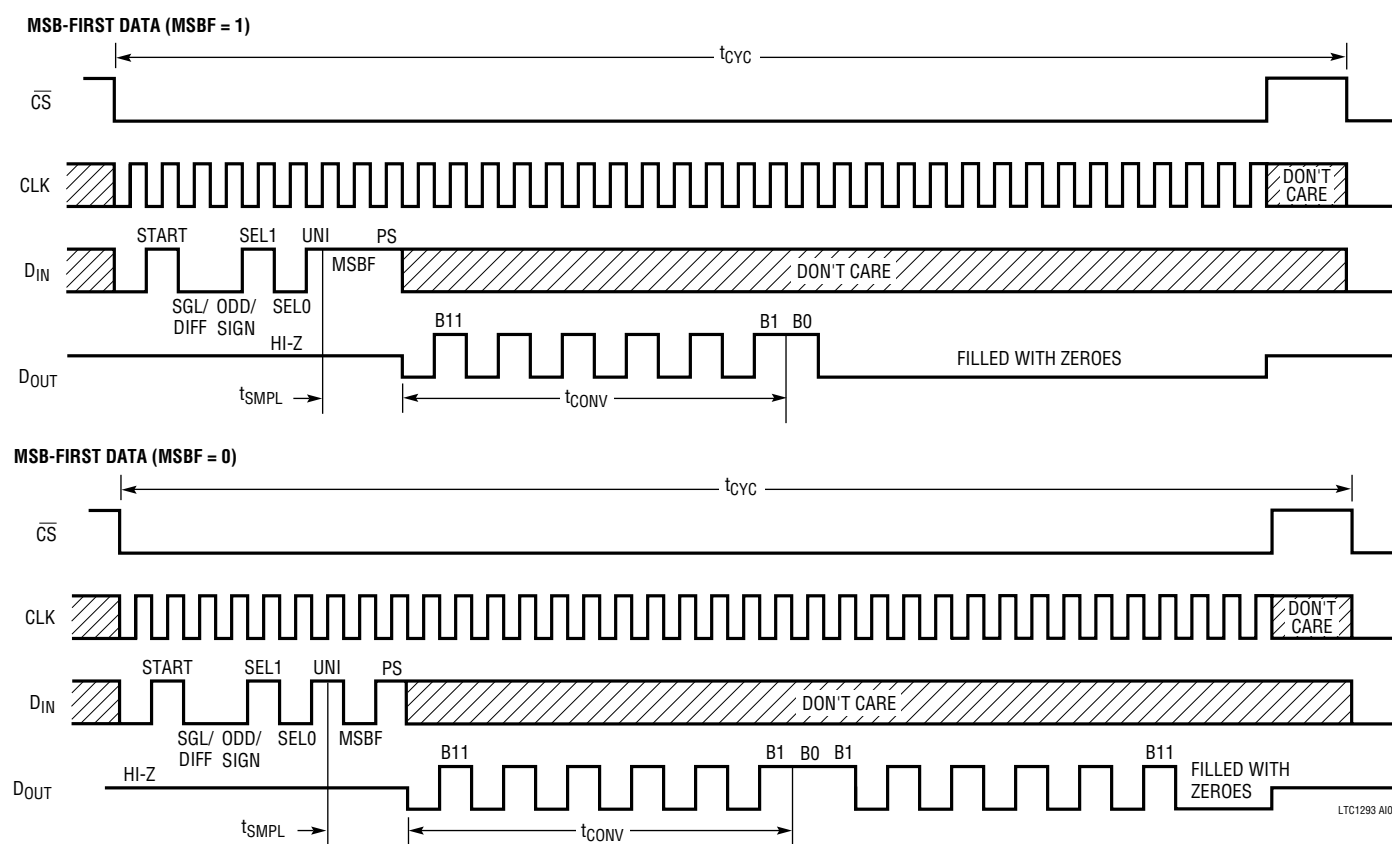 MSB-FIRST DATA (MSBF = 1)
tCYC
CS
CLK
DON'T
CARE
START
SEL1
UNI
PS
DIN
MSBF
DON'T CARE
SGL/
DIFF
ODD/
SIGN
SEL0
B11
B1
B0
HI-Z
FILLED WITH ZEROES
DOUT
tSMPL
tCONV
MSB-FIRST DATA (MSBF = 0)
tCYC
CS
CLK
DON'T
CARE
START
SEL1
UNI
PS
DIN
DON'T CARE
SGL/
DIFF
ODD/
SIGN
SEL0
MSBF
B11
B1
B0
B1
B11
HI-Z
FILLED WITH
ZEROES
DOUT
LTC1293 AI0
tSMPL
tCONV